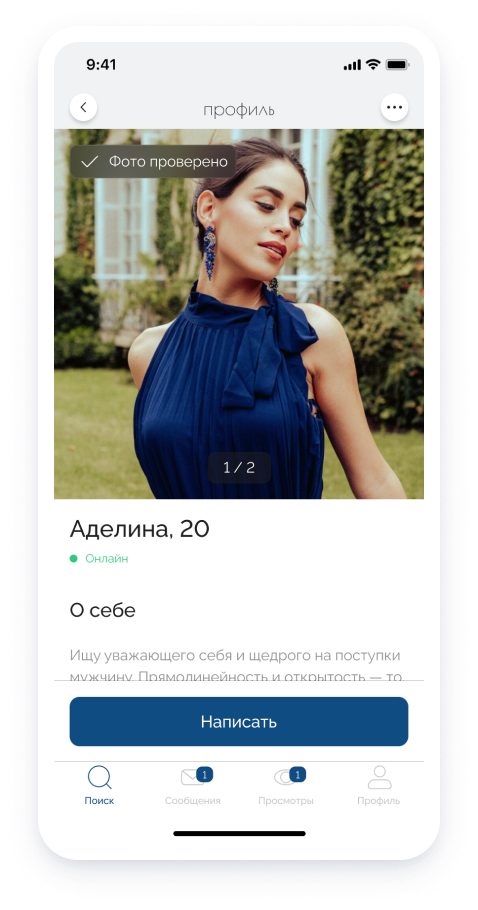 9:41
профиль
Фото проверено
1 / 2
Аделина, 20
Онлайн
О себе
Ищу уважающего себя и щедрого на поступки
мужчину. Прямолинейность и открытость — то,
Написать
1
1
Поиск
Сообщения
Просмотры
Профиль